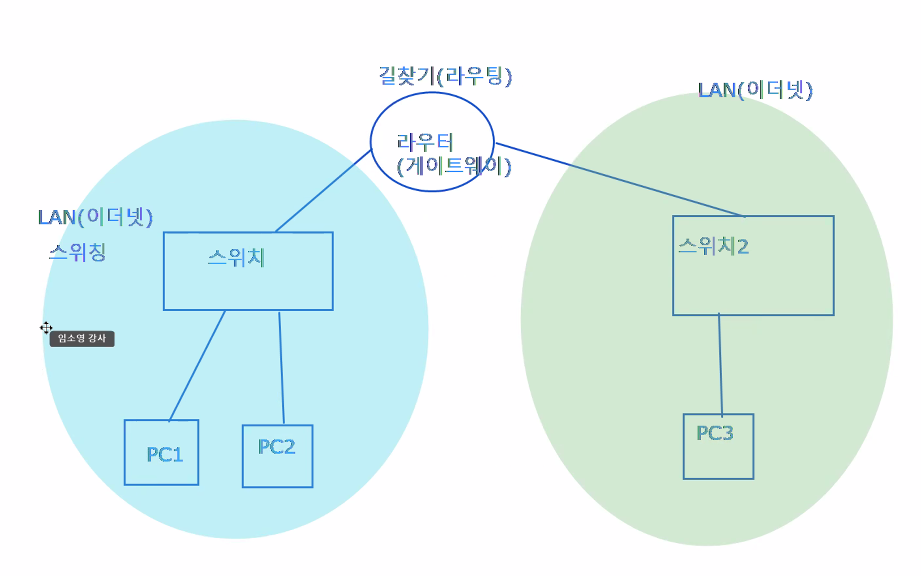 길찾기(라우팅)
LAN(이더넷)
라우터
(게이트웨이)
LAN(이더넷)
스위칭
스위치
스위치2
임소영 강사
PC1
PC2
PC3